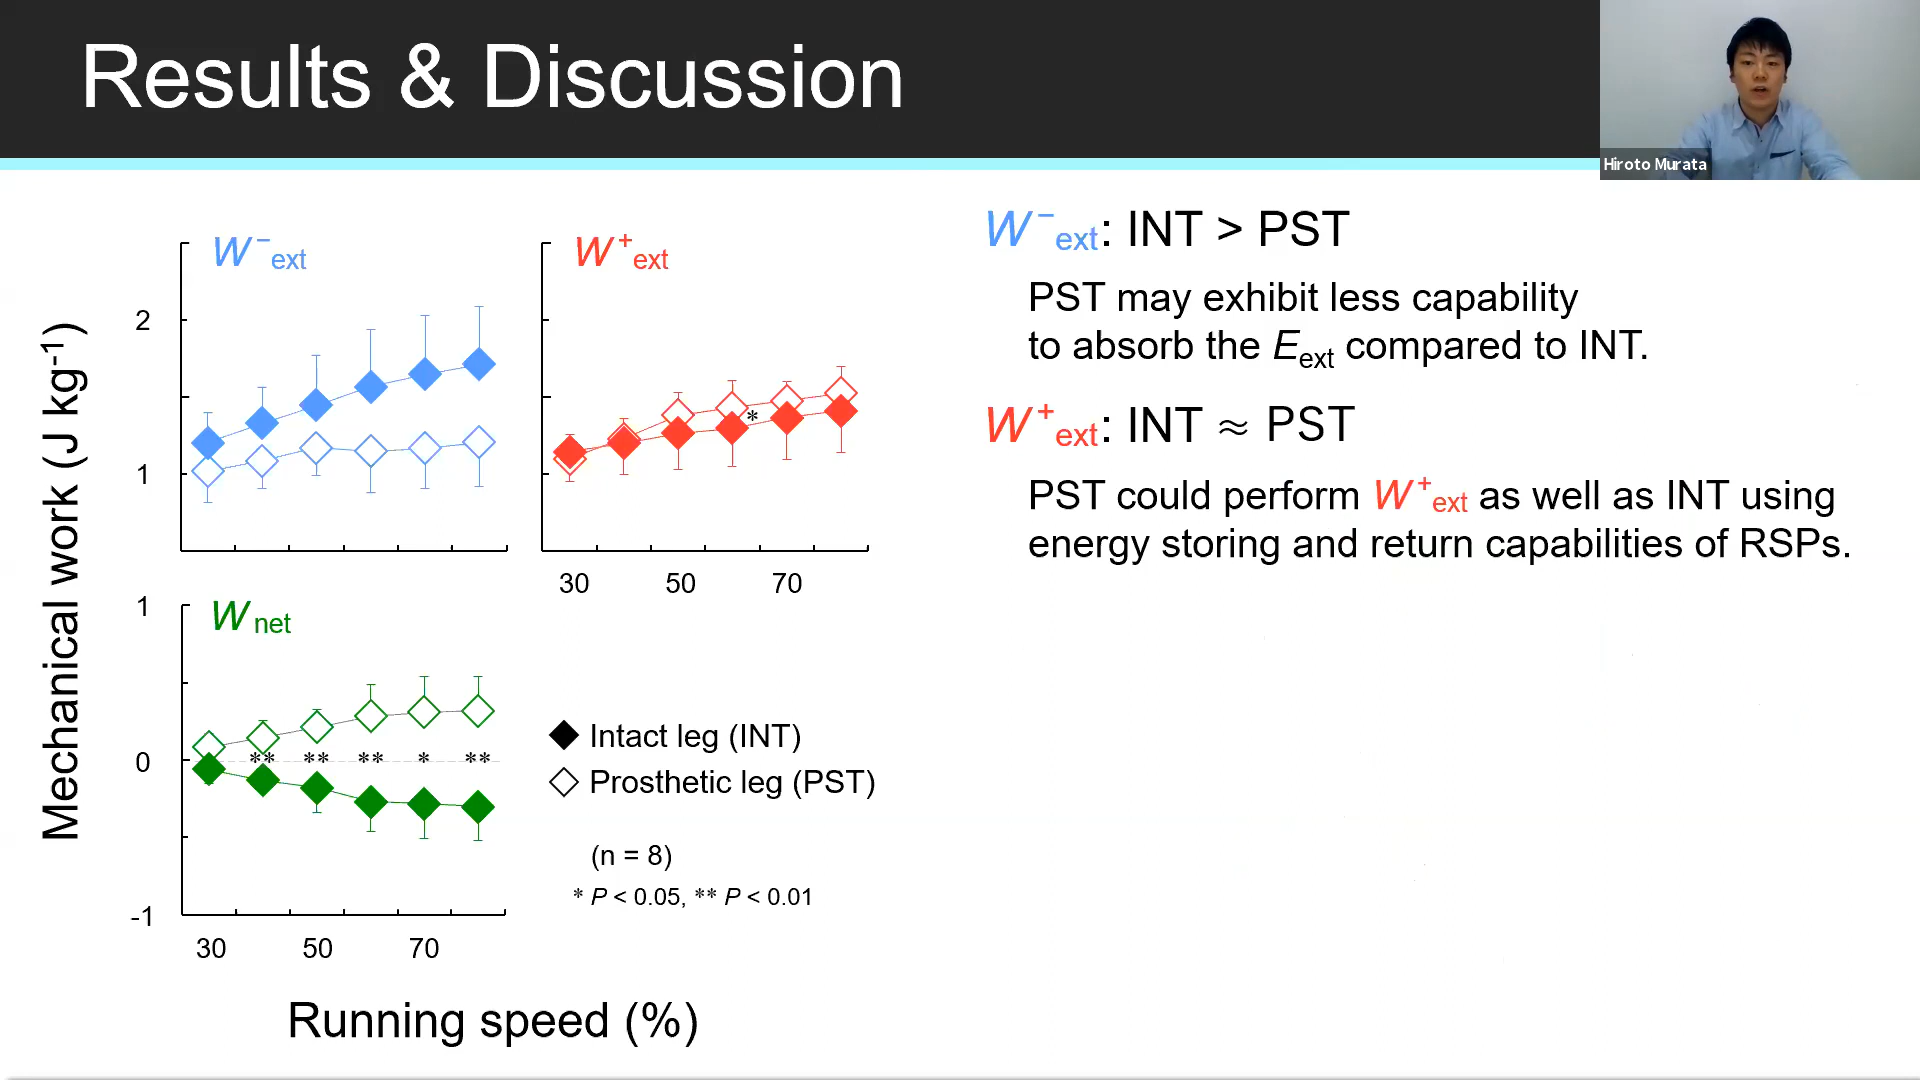 Results & Discussion
Hiroto Murata
W⁻ext: INT > PST
PST may exhibit less capability
to absorb the Eext compared to INT.
W⁺ext: INT ≈ PST
PST could perform W⁺ext as well as INT using
energy storing and return capabilities of RSPs.
Mechanical work (J kg⁻¹)
W⁻ext
2
1
W⁺ext
*
30 50 70
Wnet
1
0
-1
** ** ** * **
30 50 70
Running speed (%)
Intact leg (INT)
Prosthetic leg (PST)
(n = 8)
* P < 0.05, ** P < 0.01